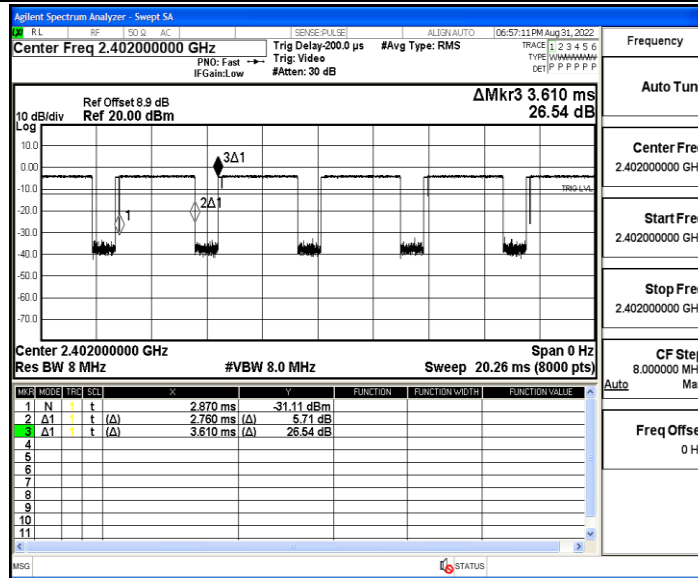 Agilent Spectrum Analyzer - Swept SA
RL RF 50 Ω AC SENSE:PULSE ALIGN AUTO 06:57:11 PM Aug 31, 2022
Center Freq 2.402000000 GHz
PNO: Fast
IFGain:Low
Trig Delay-200.0 µs
Trig: Video
#Atten: 30 dB
#Avg Type: RMS
TRACE 1 2 3 4 5 6
TYPE WWWWWW
DET P P P P P P
ΔMkr3 3.610 ms
26.54 dB
10 dB/div
Log
Ref Offset 8.9 dB
Ref 20.00 dBm
10.0
0.00
-10.0
-20.0
-30.0
-40.0
-50.0
-60.0
-70.0
3Δ1
2Δ1
1
TRIG LVL
Center 2.402000000 GHz Span 0 Hz
Res BW 8 MHz #VBW 8.0 MHz Sweep 20.26 ms (8000 pts)
MKR MODE TRC SCL X Y FUNCTION FUNCTION WIDTH FUNCTION VALUE
1 N 1 t 2.870 ms -31.11 dBm
2 Δ1 1 t (Δ) 2.760 ms (Δ) 5.71 dB
3 Δ1 1 t (Δ) 3.610 ms (Δ) 26.54 dB
4
5
6
7
8
9
10
11
MSG STATUS
Frequency
Auto Tun
Center Fre
2.402000000 GH
Start Fre
2.402000000 GH
Stop Fre
2.402000000 GH
CF Step
8.000000 MH
Auto Ma
Freq Offse
0 H